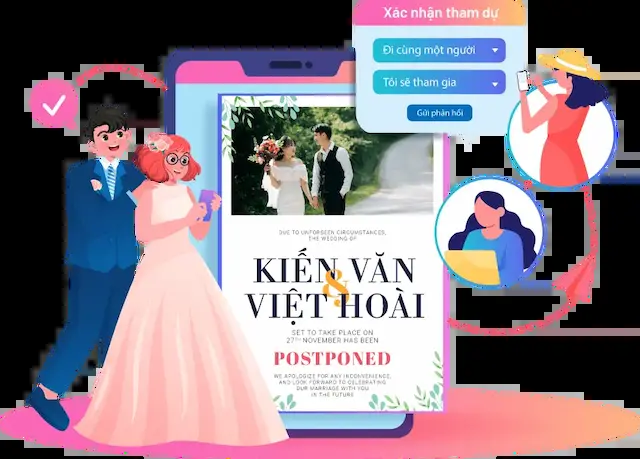 Xác nhận tham dự
Đi cùng một người
Tôi sẽ tham gia
Gửi phản hồi
DUE TO UNFORSEEN CIRCUMSTANCES,
THE WEDDING OF
KIẾN VĂN
&
VIỆT HOÀI
SET TO TAKE PLACE ON
27TH NOVEMBER HAS BEEN
POSTPONED
WE APOLOGIZE FOR ANY INCONVENIENCE,
AND LOOK FORWARD TO CELEBRATING
OUR MARRIAGE WITH YOU
IN THE FUTURE